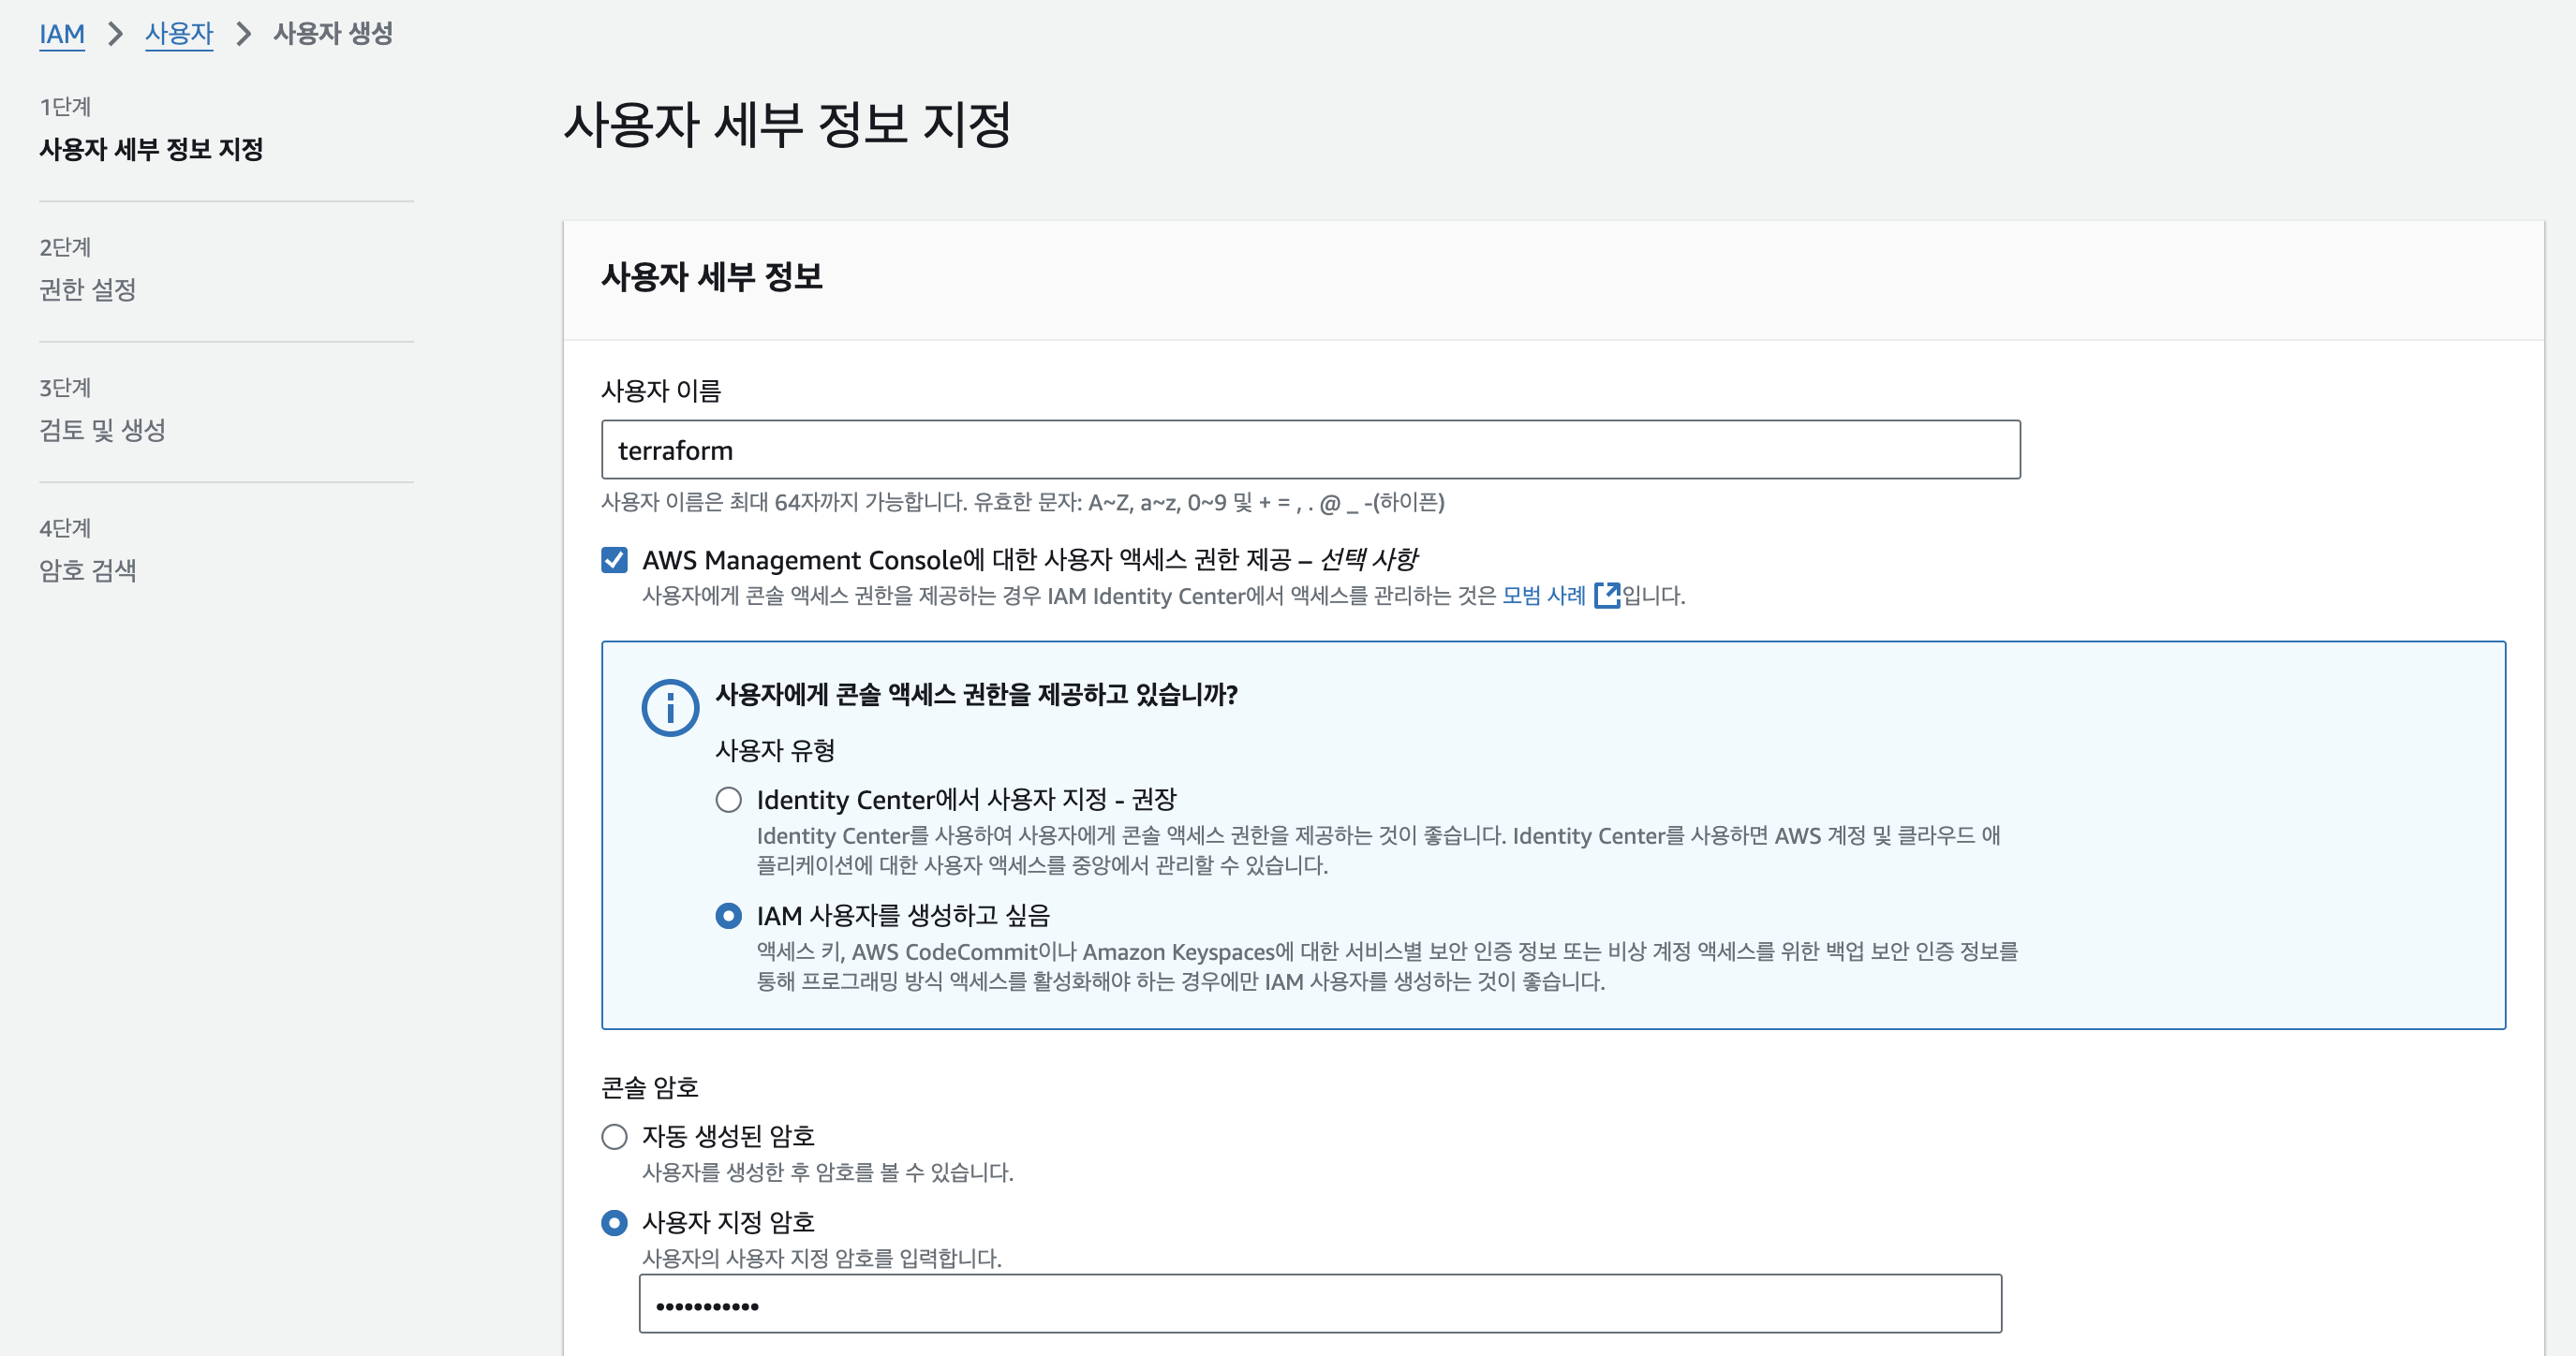 IAM > 사용자 > 사용자 생성
1단계
사용자 세부 정보 지정
2단계
권한 설정
3단계
검토 및 생성
4단계
암호 검색
사용자 세부 정보 지정
사용자 세부 정보
사용자 이름
terraform
사용자 이름은 최대 64자까지 가능합니다. 유효한 문자: A~Z, a~z, 0~9 및 + = , . @ _ -(하이픈)
AWS Management Console에 대한 사용자 액세스 권한 제공 – 선택 사항
사용자에게 콘솔 액세스 권한을 제공하는 경우 IAM Identity Center에서 액세스를 관리하는 것은 모범 사례 입니다.
사용자에게 콘솔 액세스 권한을 제공하고 있습니까?
사용자 유형
Identity Center에서 사용자 지정 - 권장
Identity Center를 사용하여 사용자에게 콘솔 액세스 권한을 제공하는 것이 좋습니다. Identity Center를 사용하면 AWS 계정 및 클라우드 애
플리케이션에 대한 사용자 액세스를 중앙에서 관리할 수 있습니다.
IAM 사용자를 생성하고 싶음
액세스 키, AWS CodeCommit이나 Amazon Keyspaces에 대한 서비스별 보안 인증 정보 또는 비상 계정 액세스를 위한 백업 보안 인증 정보를
통해 프로그래밍 방식 액세스를 활성화해야 하는 경우에만 IAM 사용자를 생성하는 것이 좋습니다.
콘솔 암호
자동 생성된 암호
사용자를 생성한 후 암호를 볼 수 있습니다.
사용자 지정 암호
사용자의 사용자 지정 암호를 입력합니다.
•••••••••••